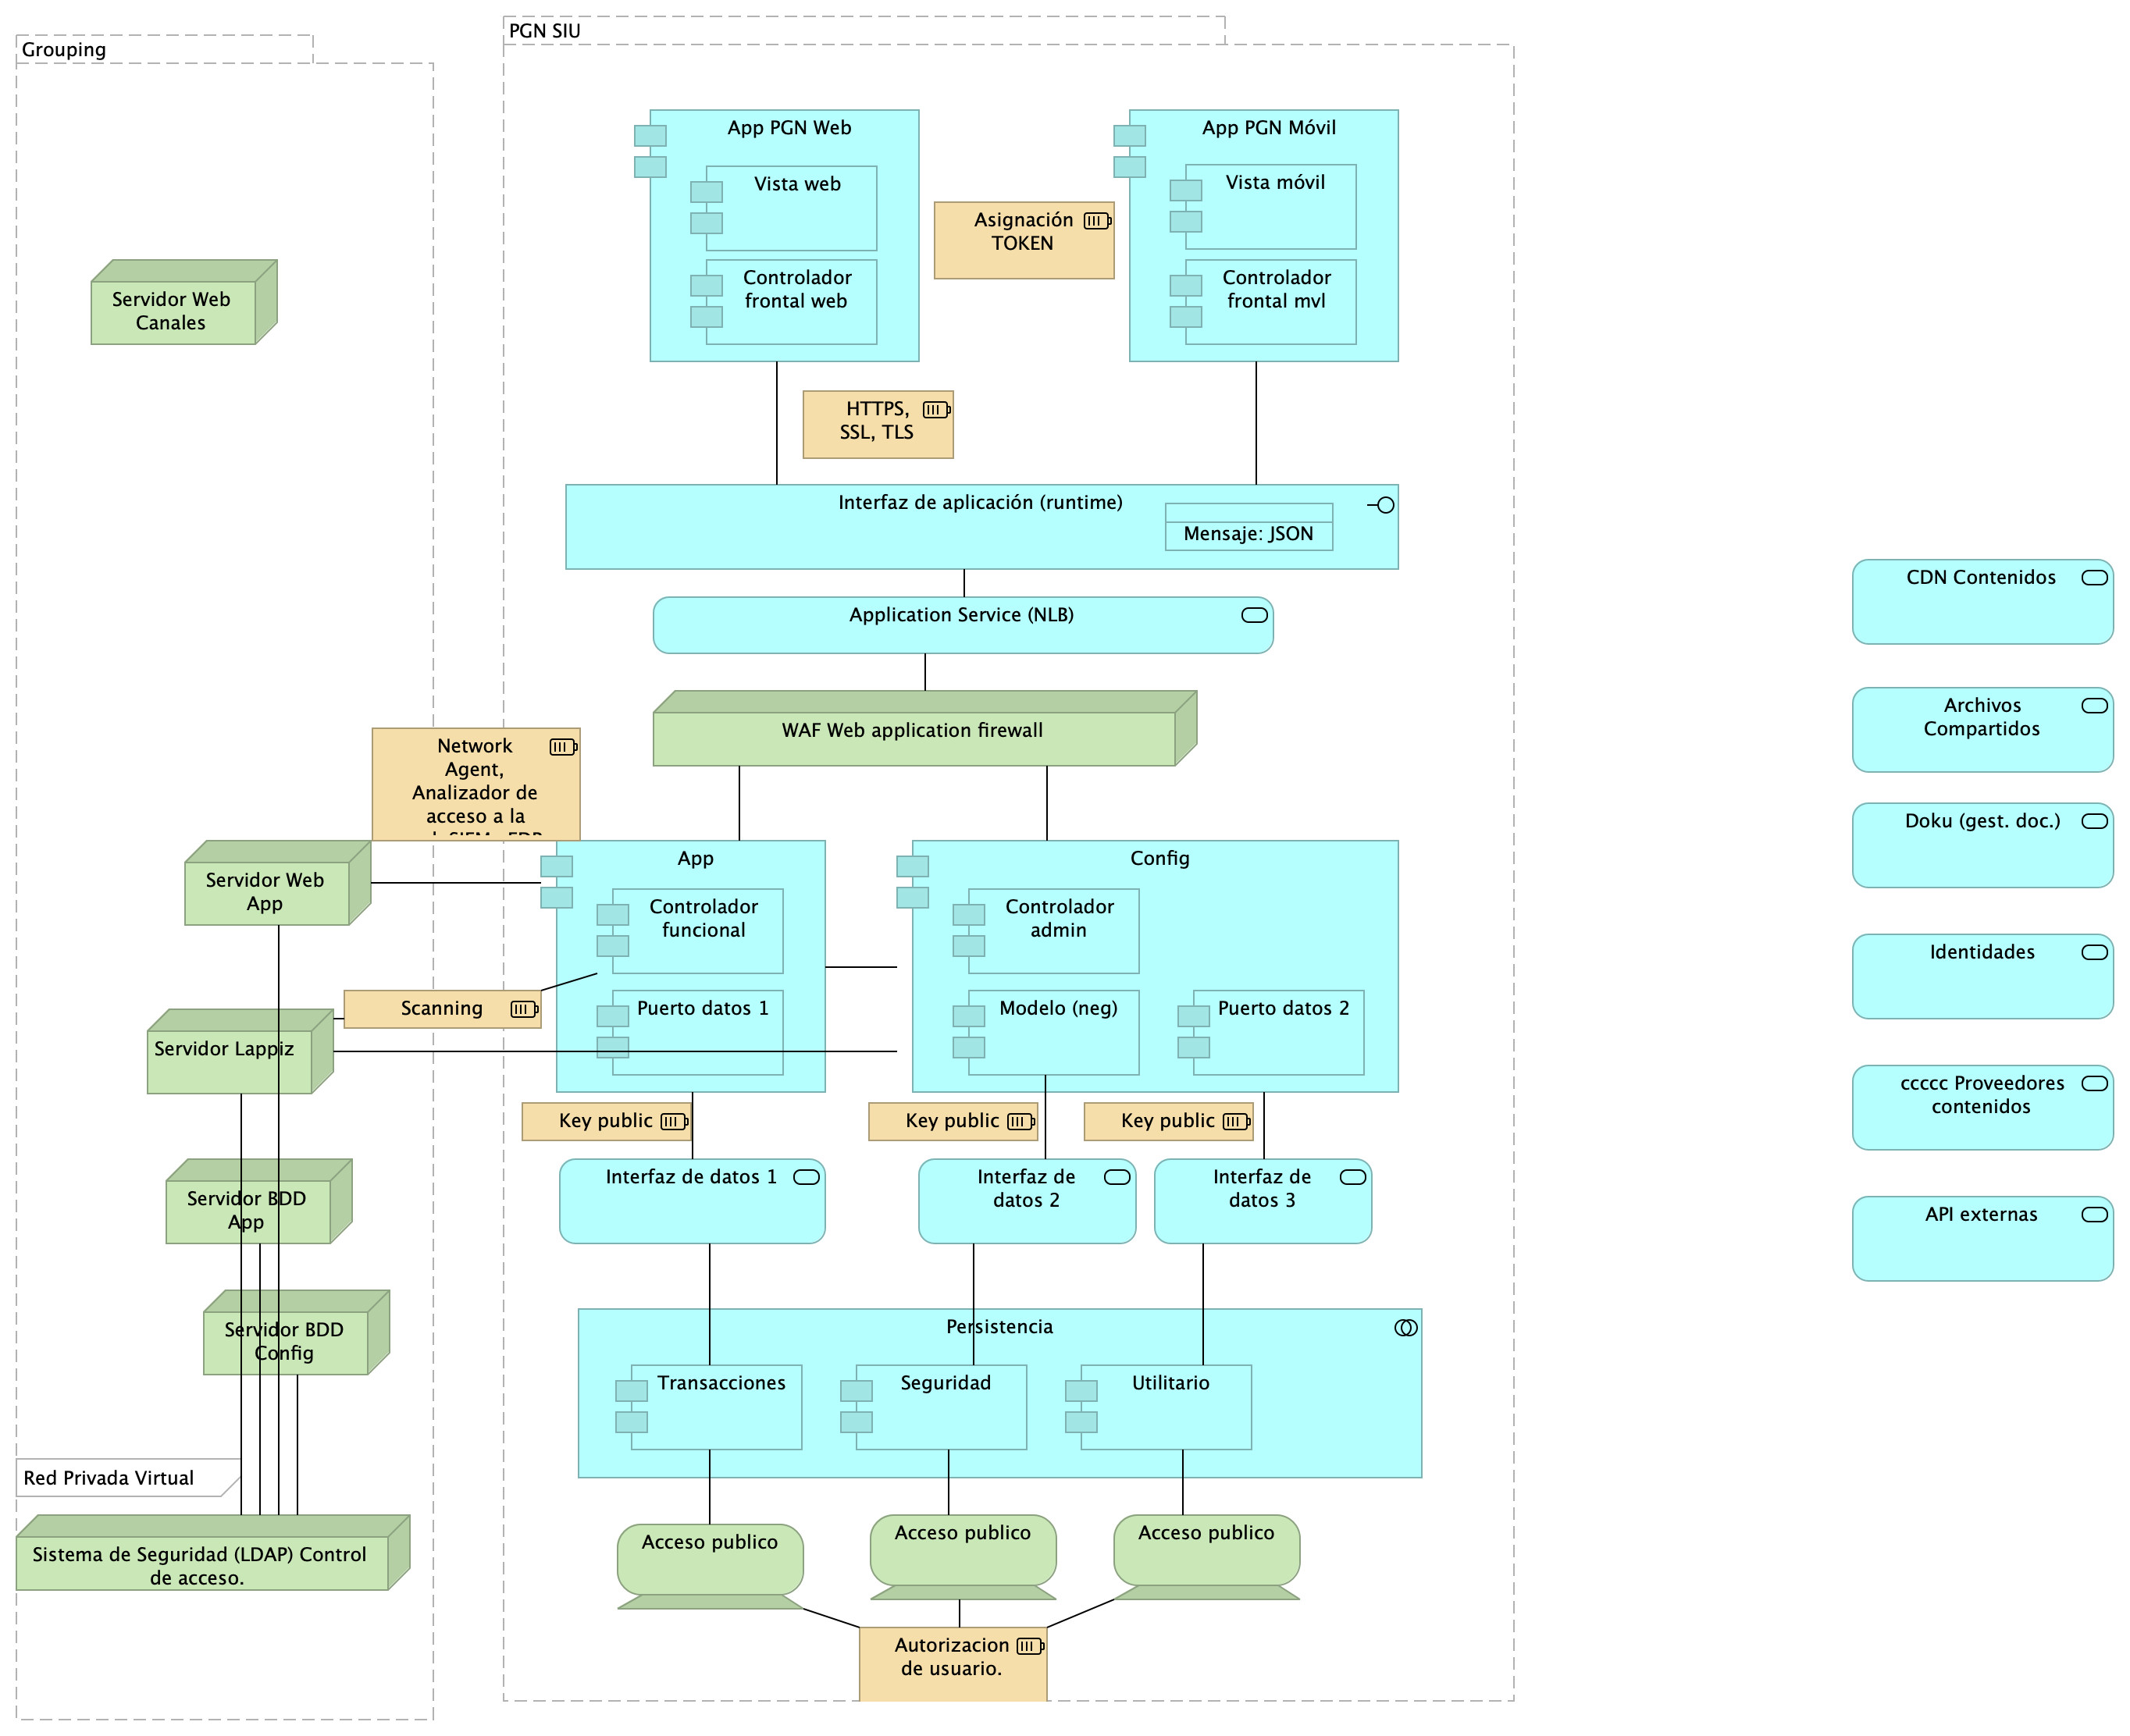 Grouping
PGN SIU
App PGN Web
Vista web
Controlador
frontal web
Asignación
TOKEN
App PGN Móvil
Vista móvil
Controlador
frontal mvl
Servidor Web
Canales
HTTPS,
SSL, TLS
Interfaz de aplicación (runtime)
Mensaje: JSON
Application Service (NLB)
WAF Web application firewall
Network
Agent,
Analizador de
acceso a la
Servidor Web
App
App
Controlador
funcional
Puerto datos 1
Config
Controlador
admin
Modelo (neg)
Puerto datos 2
Scanning
Servidor Lappiz
Key public
Key public
Key public
Servidor BDD
App
Interfaz de datos 1
Interfaz de
datos 2
Interfaz de
datos 3
Servidor BDD
Config
Persistencia
Transacciones
Seguridad
Utilitario
Red Privada Virtual
Sistema de Seguridad (LDAP) Control
de acceso.
Acceso publico
Acceso publico
Acceso publico
Autorizacion
de usuario.
CDN Contenidos
Archivos
Compartidos
Doku (gest. doc.)
Identidades
ccccc Proveedores
contenidos
API externas